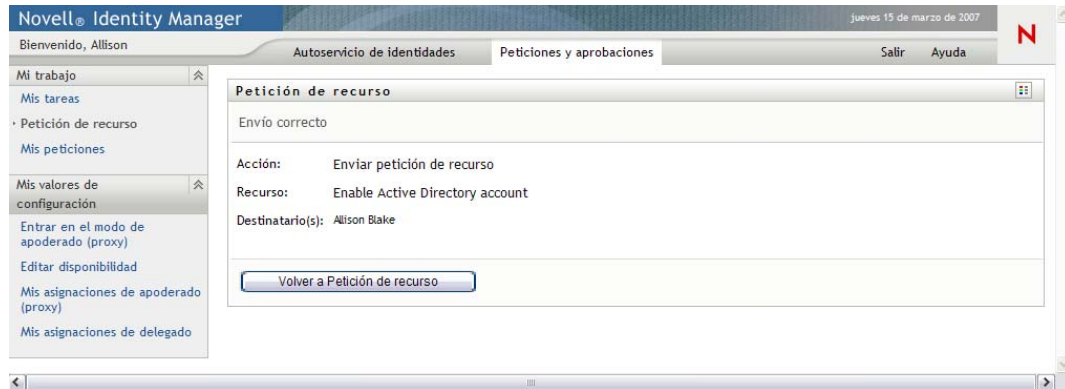 Novell® Identity Manager
jueves 15 de marzo de 2007
N
Bienvenido, Allison
Autoservicio de identidades
Peticiones y aprobaciones
Salir
Ayuda
Mi trabajo
Mis tareas
Petición de recurso
Mis peticiones
Mis valores de
configuración
Entrar en el modo de
apoderado (proxy)
Editar disponibilidad
Mis asignaciones de apoderado
(proxy)
Mis asignaciones de delegado
Petición de recurso
Envío correcto
Acción: Enviar petición de recurso
Recurso: Enable Active Directory account
Destinatario(s): Allison Blake
Volver a Petición de recurso